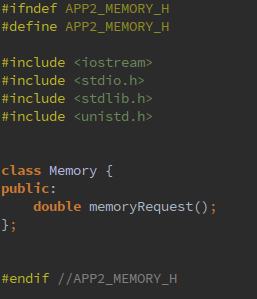 #ifndef APP2_MEMORY_H
#define APP2_MEMORY_H
#include <iostream>
#include <stdio.h>
#include <stdlib.h>
#include <unistd.h>
class Memory {
public:
    double memoryRequest();
};
#endif //APP2_MEMORY_H